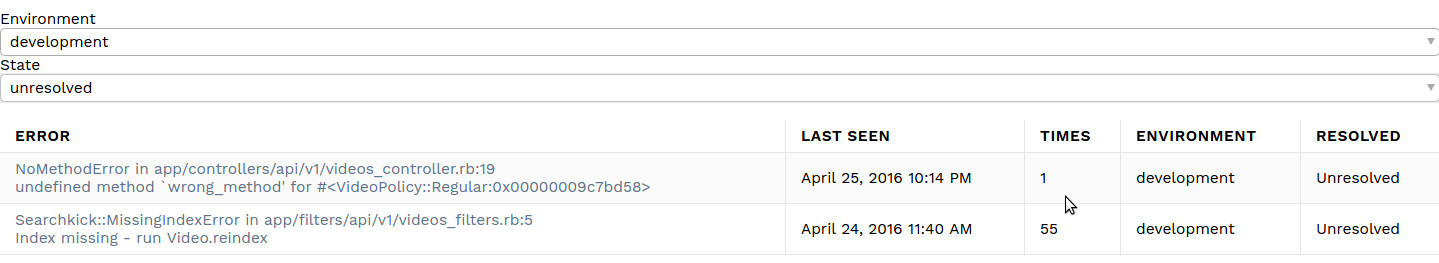 Environment
development
State
unresolved
ERROR LAST SEEN TIMES ENVIRONMENT RESOLVED
NoMethodError in app/controllers/api/v1/videos_controller.rb:19
undefined method `wrong_method' for #<VideoPolicy::Regular:0x00000009c7bd58>
April 25, 2016 10:14 PM 1 development Unresolved
Searchkick::MissingIndexError in app/filters/api/v1/videos_filters.rb:5
Index missing - run Video.reindex
April 24, 2016 11:40 AM 55 development Unresolved